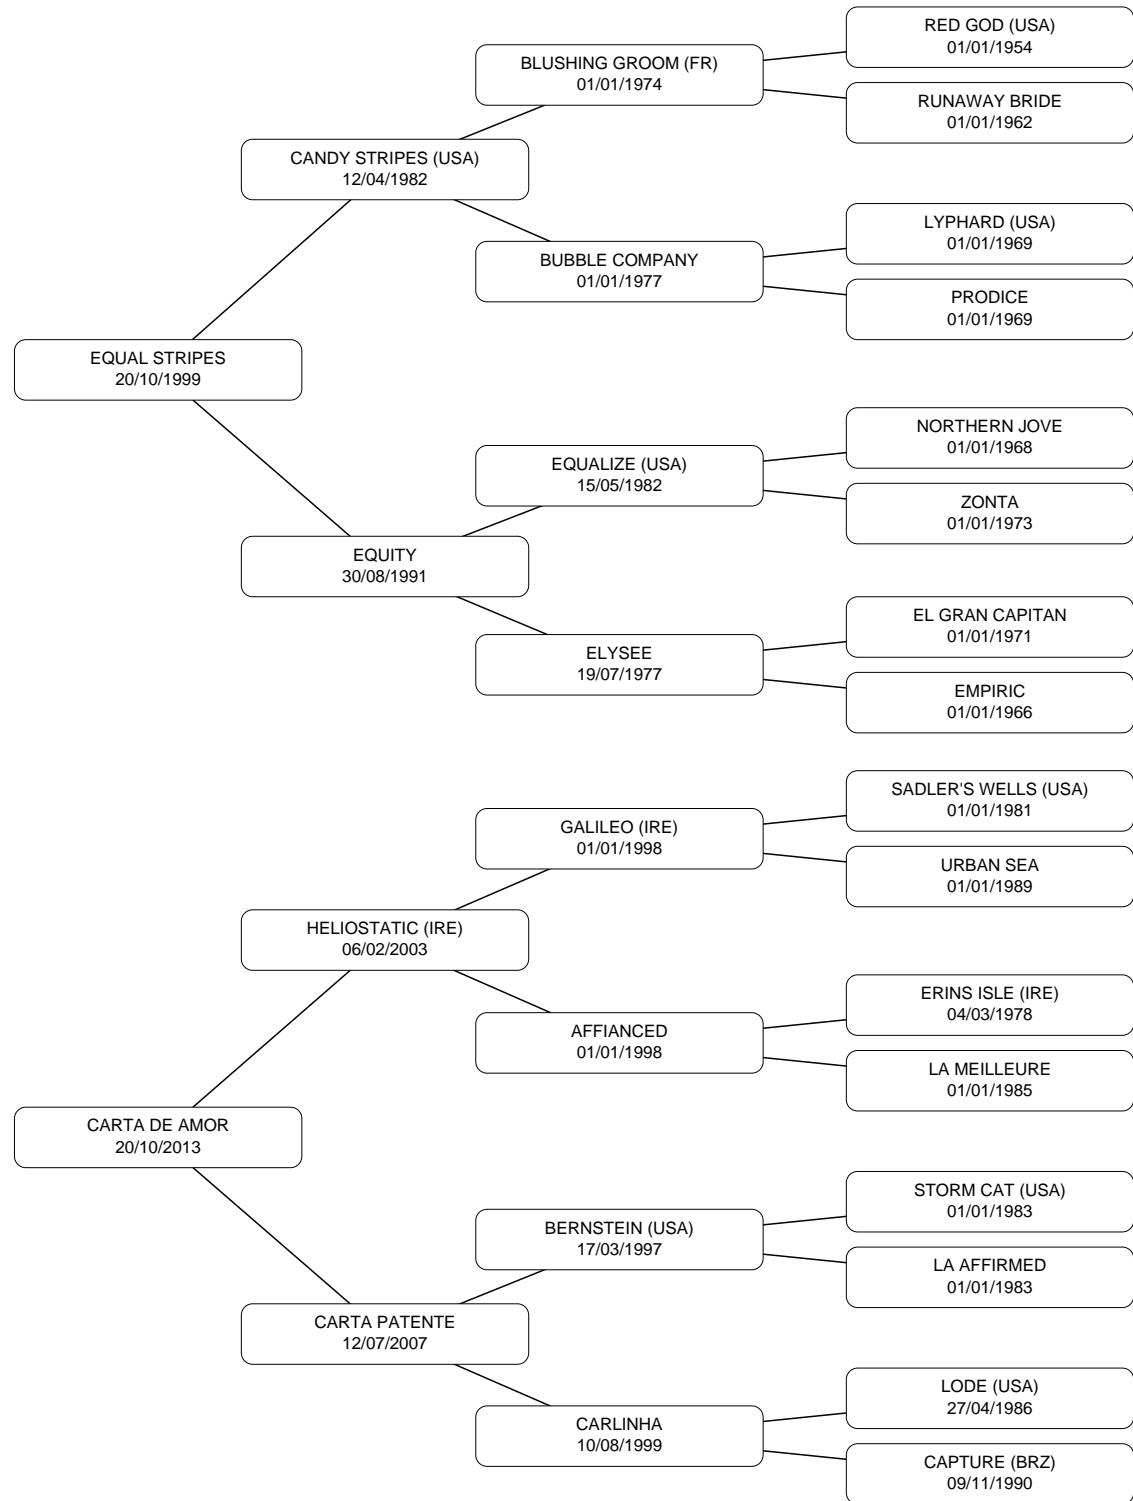 RED GOD (USA)
01/01/1954
BLUSHING GROOM (FR)
01/01/1974
RUNAWAY BRIDE
01/01/1962
CANDY STRIPES (USA)
12/04/1982
LYPHARD (USA)
01/01/1969
BUBBLE COMPANY
01/01/1977
PRODICE
01/01/1969
EQUAL STRIPES
20/10/1999
NORTHERN JOVE
01/01/1968
EQUALIZE (USA)
15/05/1982
ZONTA
01/01/1973
EQUITY
30/08/1991
EL GRAN CAPITAN
01/01/1971
ELYSEE
19/07/1977
EMPIRIC
01/01/1966
SADLER'S WELLS (USA)
01/01/1981
GALILEO (IRE)
01/01/1998
URBAN SEA
01/01/1989
HELIOSTATIC (IRE)
06/02/2003
ERINS ISLE (IRE)
04/03/1978
AFFIANCED
01/01/1998
LA MEILLEURE
01/01/1985
CARTA DE AMOR
20/10/2013
STORM CAT (USA)
01/01/1983
BERNSTEIN (USA)
17/03/1997
LA AFFIRMED
01/01/1983
CARTA PATENTE
12/07/2007
LODE (USA)
27/04/1986
CARLINHA
10/08/1999
CAPTURE (BRZ)
09/11/1990